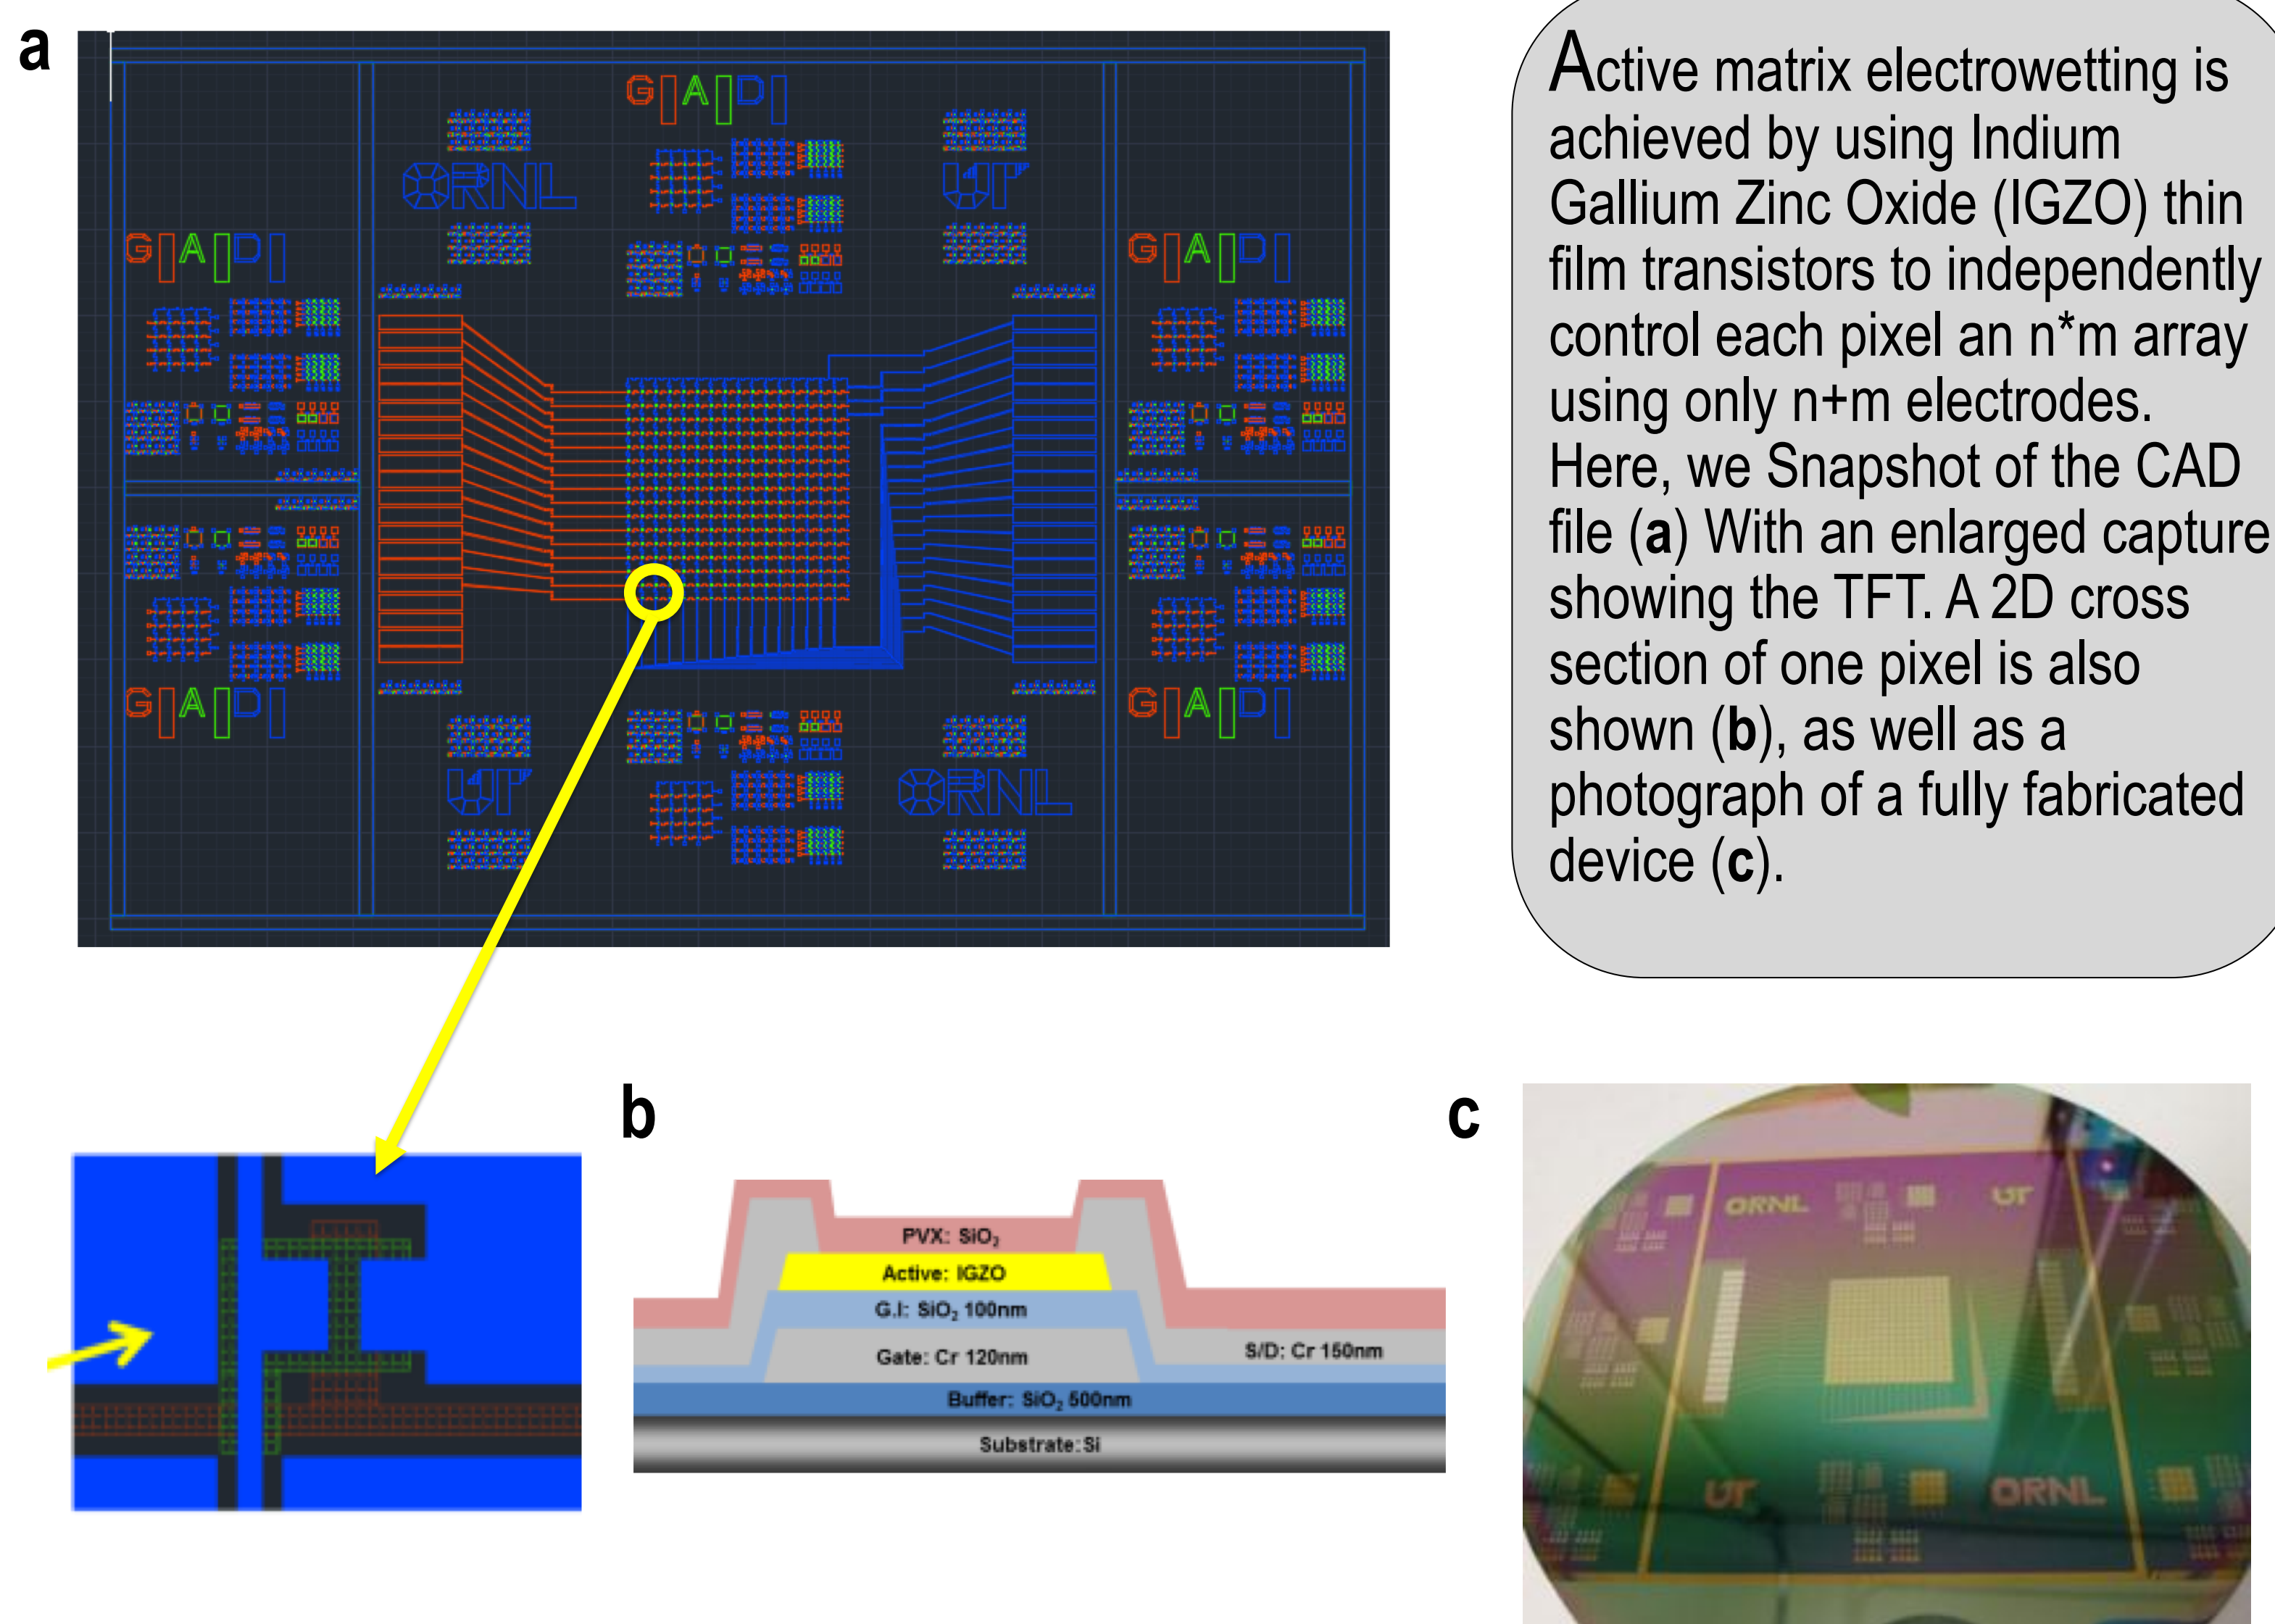 a
G A D
ORNL
UT
G A D
G A D
G A D
G A D
UT
ORNL
Active matrix electrowetting is
achieved by using Indium
Gallium Zinc Oxide (IGZO) thin
film transistors to independently
control each pixel an n*m array
using only n+m electrodes.
Here, we Snapshot of the CAD
file (a) With an enlarged capture
showing the TFT. A 2D cross
section of one pixel is also
shown (b), as well as a
photograph of a fully fabricated
device (c).
b
PVX: SiO₂
Active: IGZO
G.I: SiO₂ 100nm
Gate: Cr 120nm
S/D: Cr 150nm
Buffer: SiO₂ 500nm
Substrate:Si
c
ORNL
UT
UT
ORNL